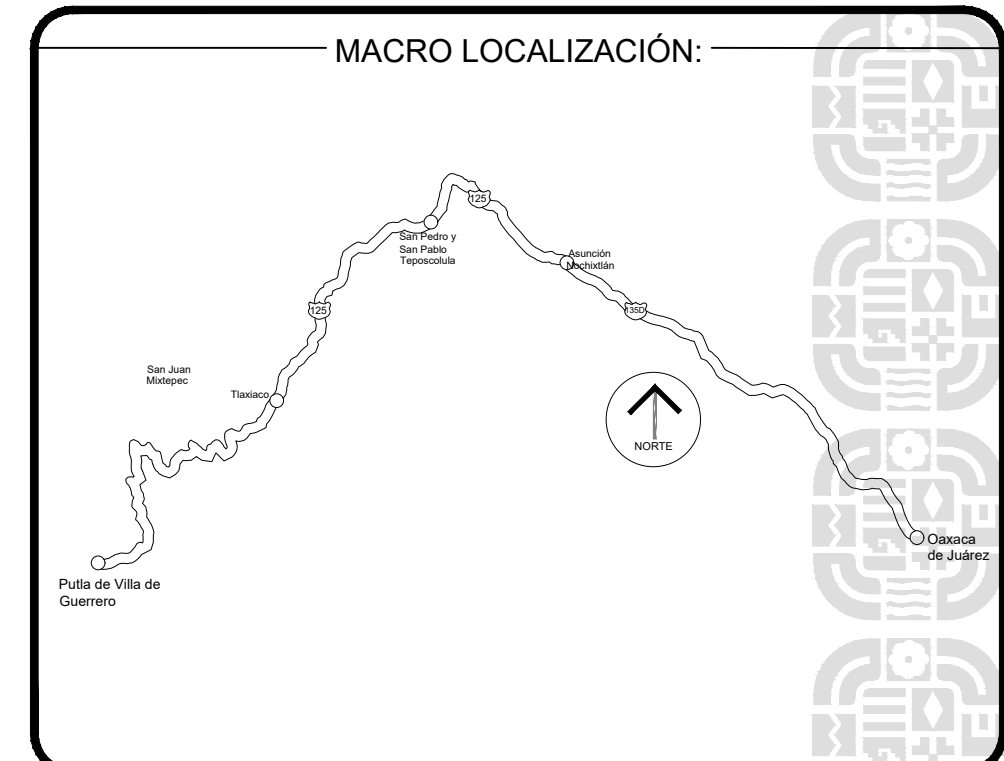 MACRO LOCALIZACIÓN:
125
San Pedro y
San Pablo
Teposcolula
Asunción
Nochixtlán
125
135D
San Juan
Mixtepec
Tlaxiaco
NORTE
Oaxaca
de Juárez
Putla de Villa de
Guerrero